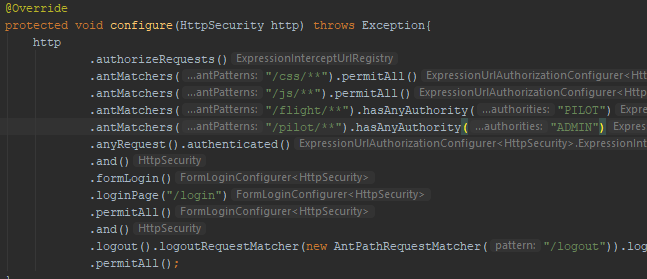 @Override
protected void configure(HttpSecurity http) throws Exception{
http
.authorizeRequests() ExpressionInterceptUrlRegistry
.antMatchers( ...antPatterns: "/css/**").permitAll() ExpressionUrlAuthorizationConfigurer<Ht
.antMatchers( ...antPatterns: "/js/**").permitAll() ExpressionUrlAuthorizationConfigurer<Htt
.antMatchers( ...antPatterns: "/flight/**").hasAnyAuthority( ...authorities: "PILOT") Ex
.antMatchers( ...antPatterns: "/pilot/**").hasAnyAuthority( ...authorities: "ADMIN") Expres
.anyRequest().authenticated() ExpressionUrlAuthorizationConfigurer<HttpSecurity>.ExpressionInt
.and() HttpSecurity
.formLogin() FormLoginConfigurer<HttpSecurity>
.loginPage("/login") FormLoginConfigurer<HttpSecurity>
.permitAll() FormLoginConfigurer<HttpSecurity>
.and() HttpSecurity
.logout().logoutRequestMatcher(new AntPathRequestMatcher( pattern: "/logout")).log
.permitAll();